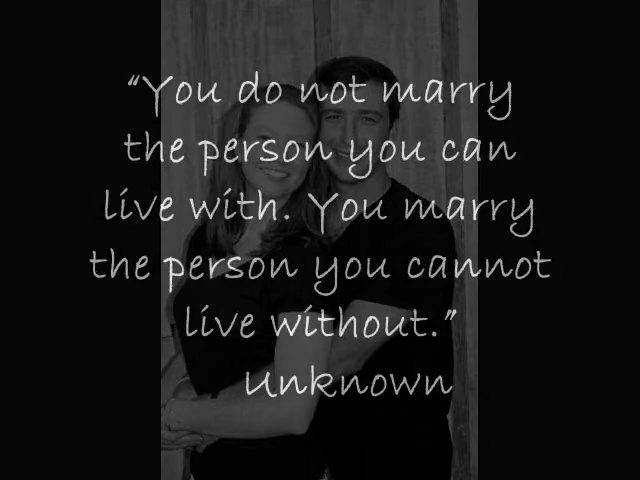 “You do not marry
the person you can
live with. You marry
the person you cannot
live without.”
Unknown